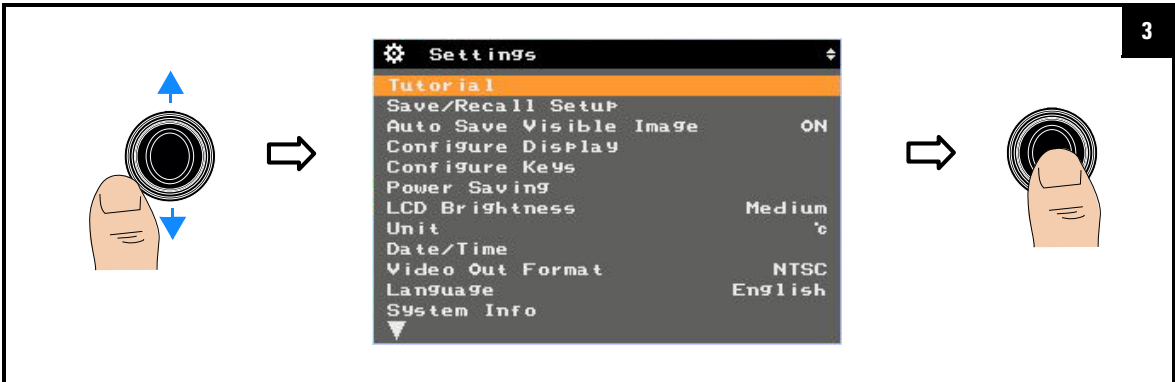 3
Settings
Tutorial
Save/Recall Setup
Auto Save Visible Image ON
Configure Display
Configure Keys
Power Saving
LCD Brightness Medium
Unit °c
Date/Time
Video Out Format NTSC
Language English
System Info